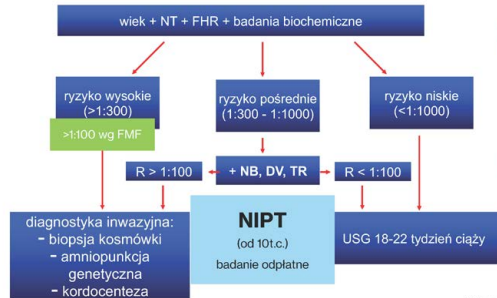 wiek + NT + FHR + badania biochemiczne
ryzyko wysokie
(>1:300)
>1:100 wg FMF
ryzyko pośrednie
(1:300 - 1:1000)
ryzyko niskie
(<1:1000)
R > 1:100
+ NB, DV, TR
R < 1:100
diagnostyka inwazyjna:
- biopsja kosmówki
- amniopunkcja
genetyczna
- kordocenteza
NIPT
(od 10t.c.)
badanie odpłatne
USG 18-22 tydzień ciąży